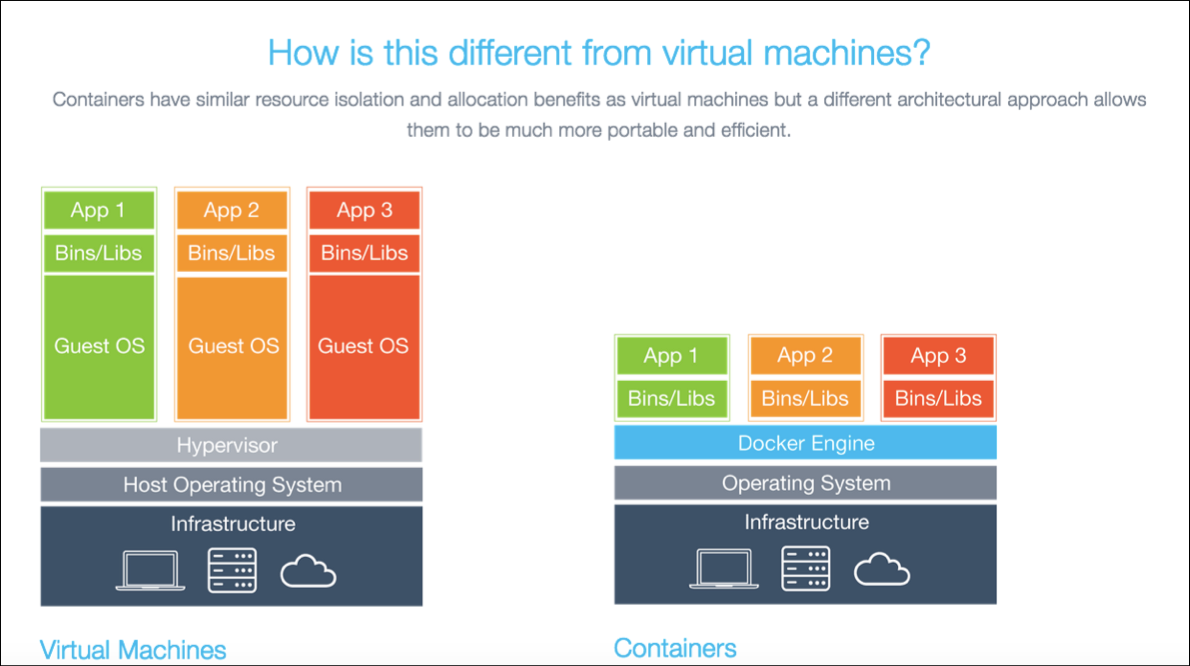 How is this different from virtual machines?
Containers have similar resource isolation and allocation benefits as virtual machines but a different architectural approach allows
them to be much more portable and efficient.
App 1
Bins/Libs
Guest OS
App 2
Bins/Libs
Guest OS
App 3
Bins/Libs
Guest OS
Hypervisor
Host Operating System
Infrastructure
Virtual Machines
App 1
Bins/Libs
App 2
Bins/Libs
App 3
Bins/Libs
Docker Engine
Operating System
Infrastructure
Containers